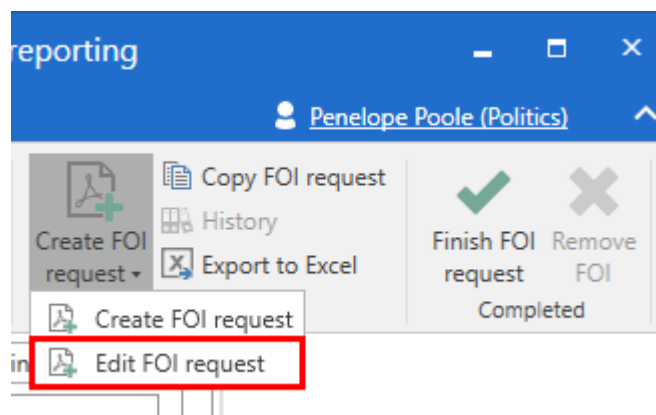 reporting
Penelope Poole (Politics)
Create FOI
request
Copy FOI request
History
Export to Excel
Finish FOI
request
Remove
FOI
Completed
Create FOI request
in
Edit FOI request